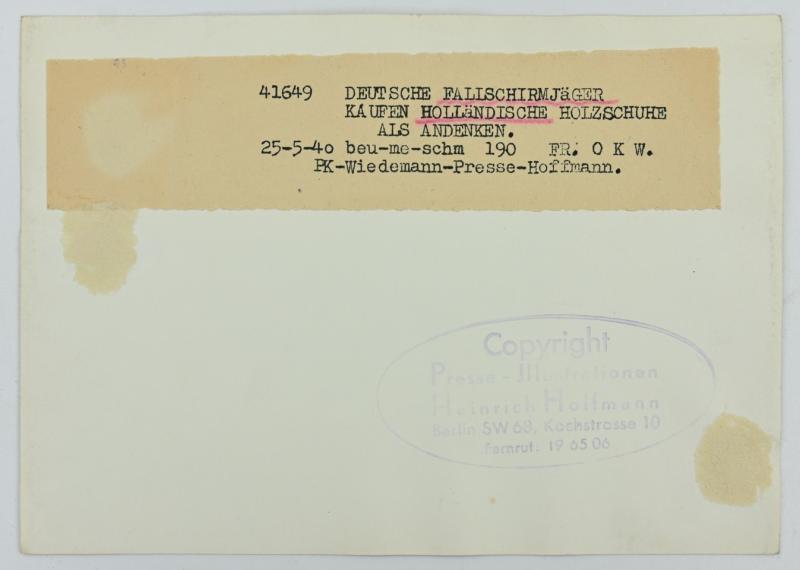 41649 DEUTSCHE FALLSCHIRMJäGER
KAUFEN HOLLäNDISCHE HOLZSCHUHE
ALS ANDENKEN.
25-5-4o beu-me-schm 190 FR. O K W.
PK-Wiedemann-Presse-Hoffmann.
Copyright
Presse-Illustrationen
Heinrich Hoffmann
Berlin SW 68, Kochstrasse 10
Fernruf: 19 65 06